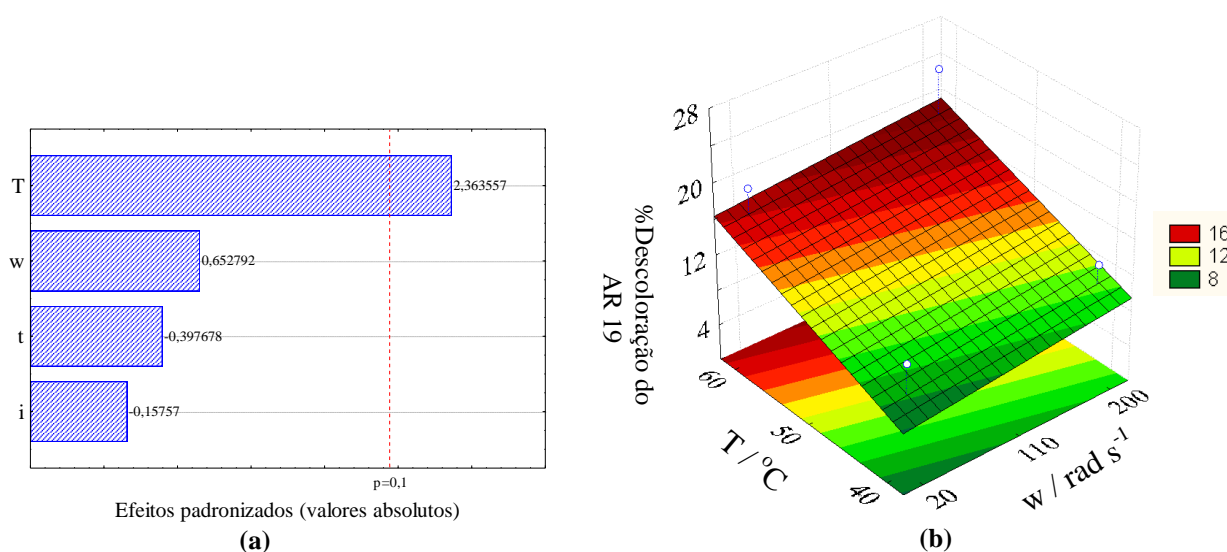 T
2,363557
w
0,652792
t
-0,397678
i
-0,15757
p=0,1
Efeitos padronizados (valores absolutos)
(a)
28
20
12
4
%Descoloração do
AR 19
60
50
40
T / ºC
20
110
200
w / rad s⁻¹
16
12
8
(b)